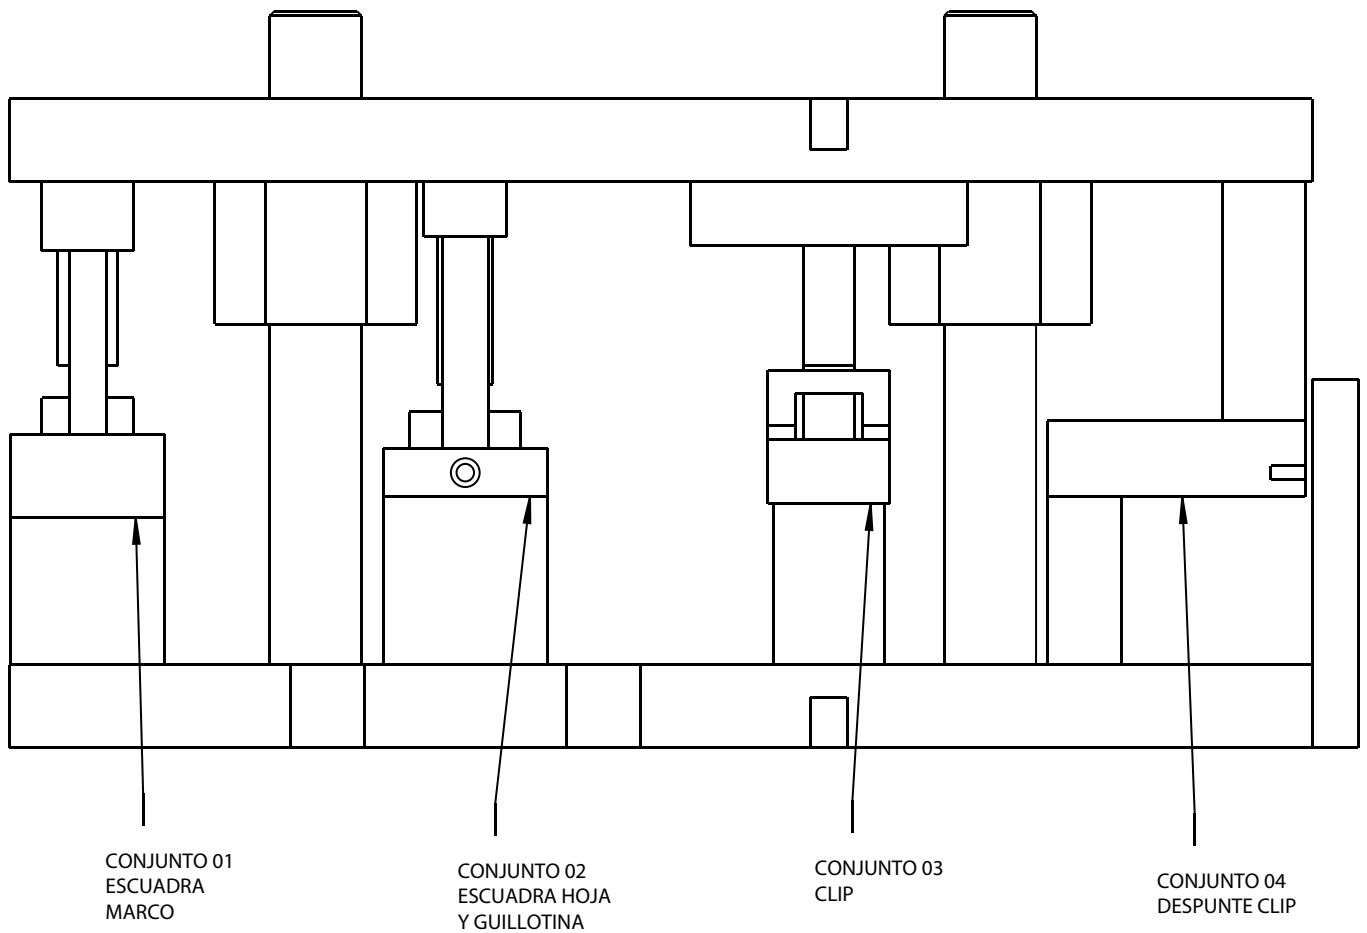 CONJUNTO 01
ESCUADRA
MARCO
CONJUNTO 02
ESCUADRA HOJA
Y GUILLOTINA
CONJUNTO 03
CLIP
CONJUNTO 04
DESPUNTE CLIP